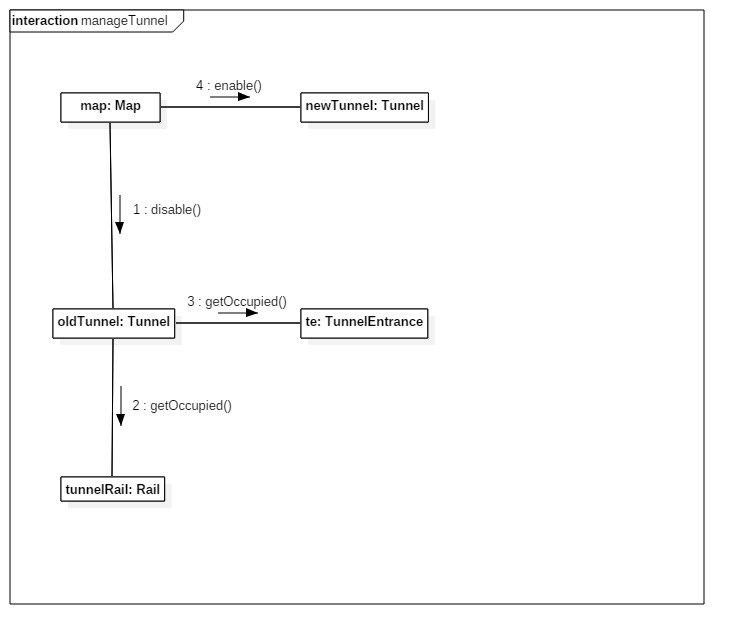 interaction manageTunnel
4 : enable()
map: Map
newTunnel: Tunnel
1 : disable()
3 : getOccupied()
oldTunnel: Tunnel
te: TunnelEntrance
2 : getOccupied()
tunnelRail: Rail